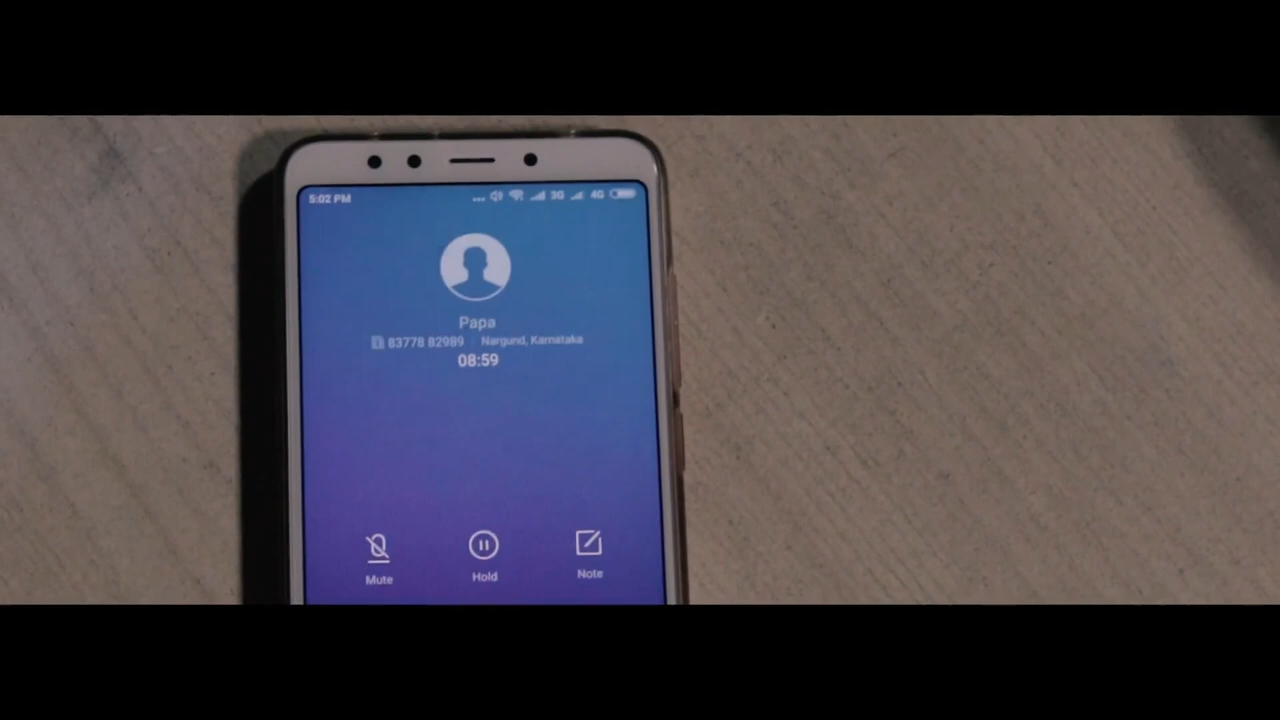 5:02 PM ... 3G 4G
Papa
83778 82989 Nargund, Karnataka
08:59
Mute Hold Note